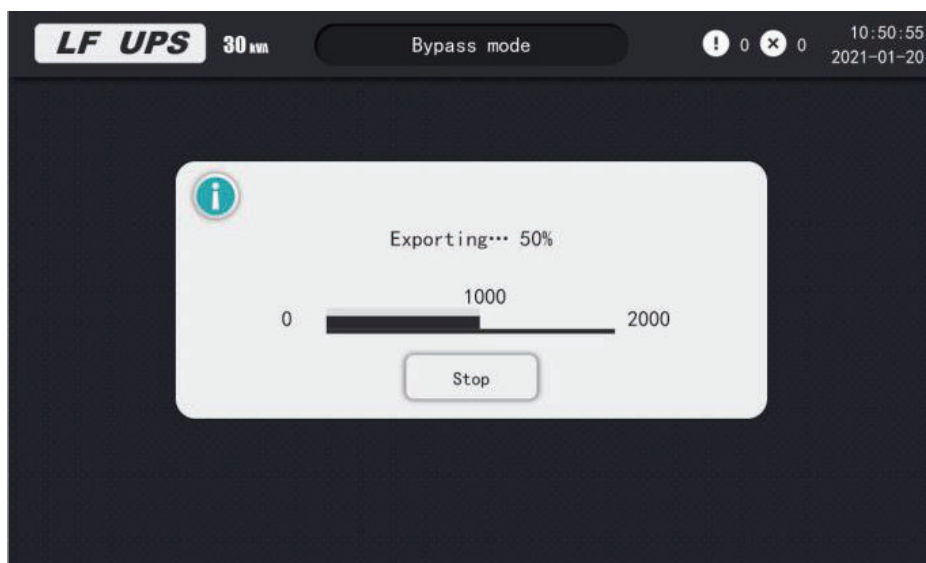 LF UPS 30 kVA Bypass mode ! 0 × 0 10:50:55
2021-01-20
i
Exporting··· 50%
1000
0 2000
Stop